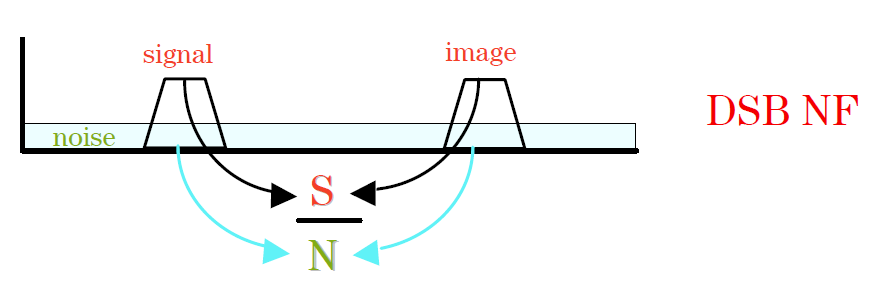 signal
image
DSB NF
noise
S
N